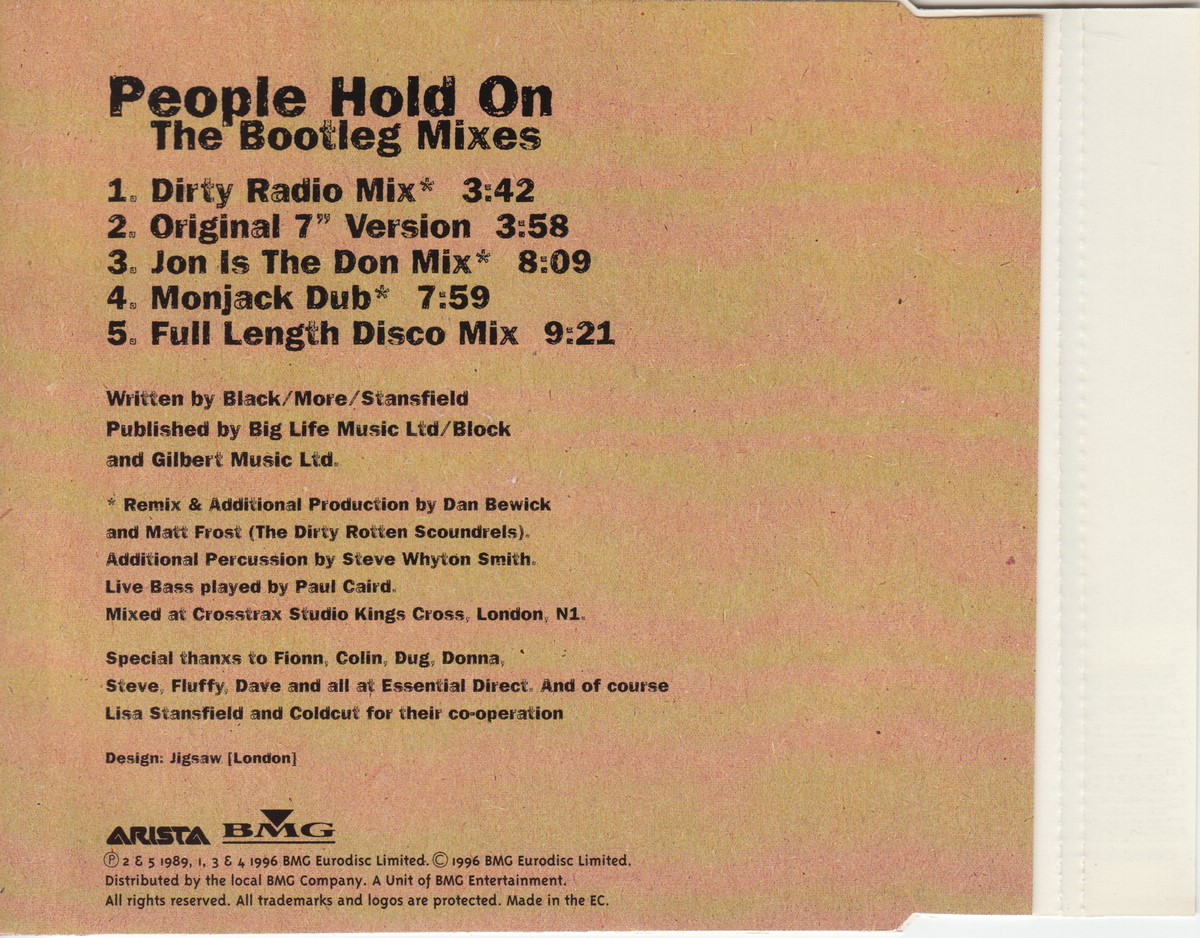 People Hold On
The Bootleg Mixes
1. Dirty Radio Mix* 3:42
2. Original 7” Version 3:58
3. Jon Is The Don Mix* 8:09
4. Monjack Dub* 7:59
5. Full Length Disco Mix 9:21
Written by Black/More/Stansfield
Published by Big Life Music Ltd/Block
and Gilbert Music Ltd.
* Remix & Additional Production by Dan Bewick
and Matt Frost (The Dirty Rotten Scoundrels).
Additional Percussion by Steve Whyton Smith.
Live Bass played by Paul Caird.
Mixed at Crosstrax Studio Kings Cross, London, N1.
Special thanxs to Fionn, Colin, Dug, Donna,
Steve, Fluffy, Dave and all at Essential Direct. And of course
Lisa Stansfield and Coldcut for their co-operation
Design: Jigsaw [London]
ARISTA BMG
Ⓟ 2 & 5 1989, 1, 3 & 4 1996 BMG Eurodisc Limited. © 1996 BMG Eurodisc Limited.
Distributed by the local BMG Company. A Unit of BMG Entertainment.
All rights reserved. All trademarks and logos are protected. Made in the EC.